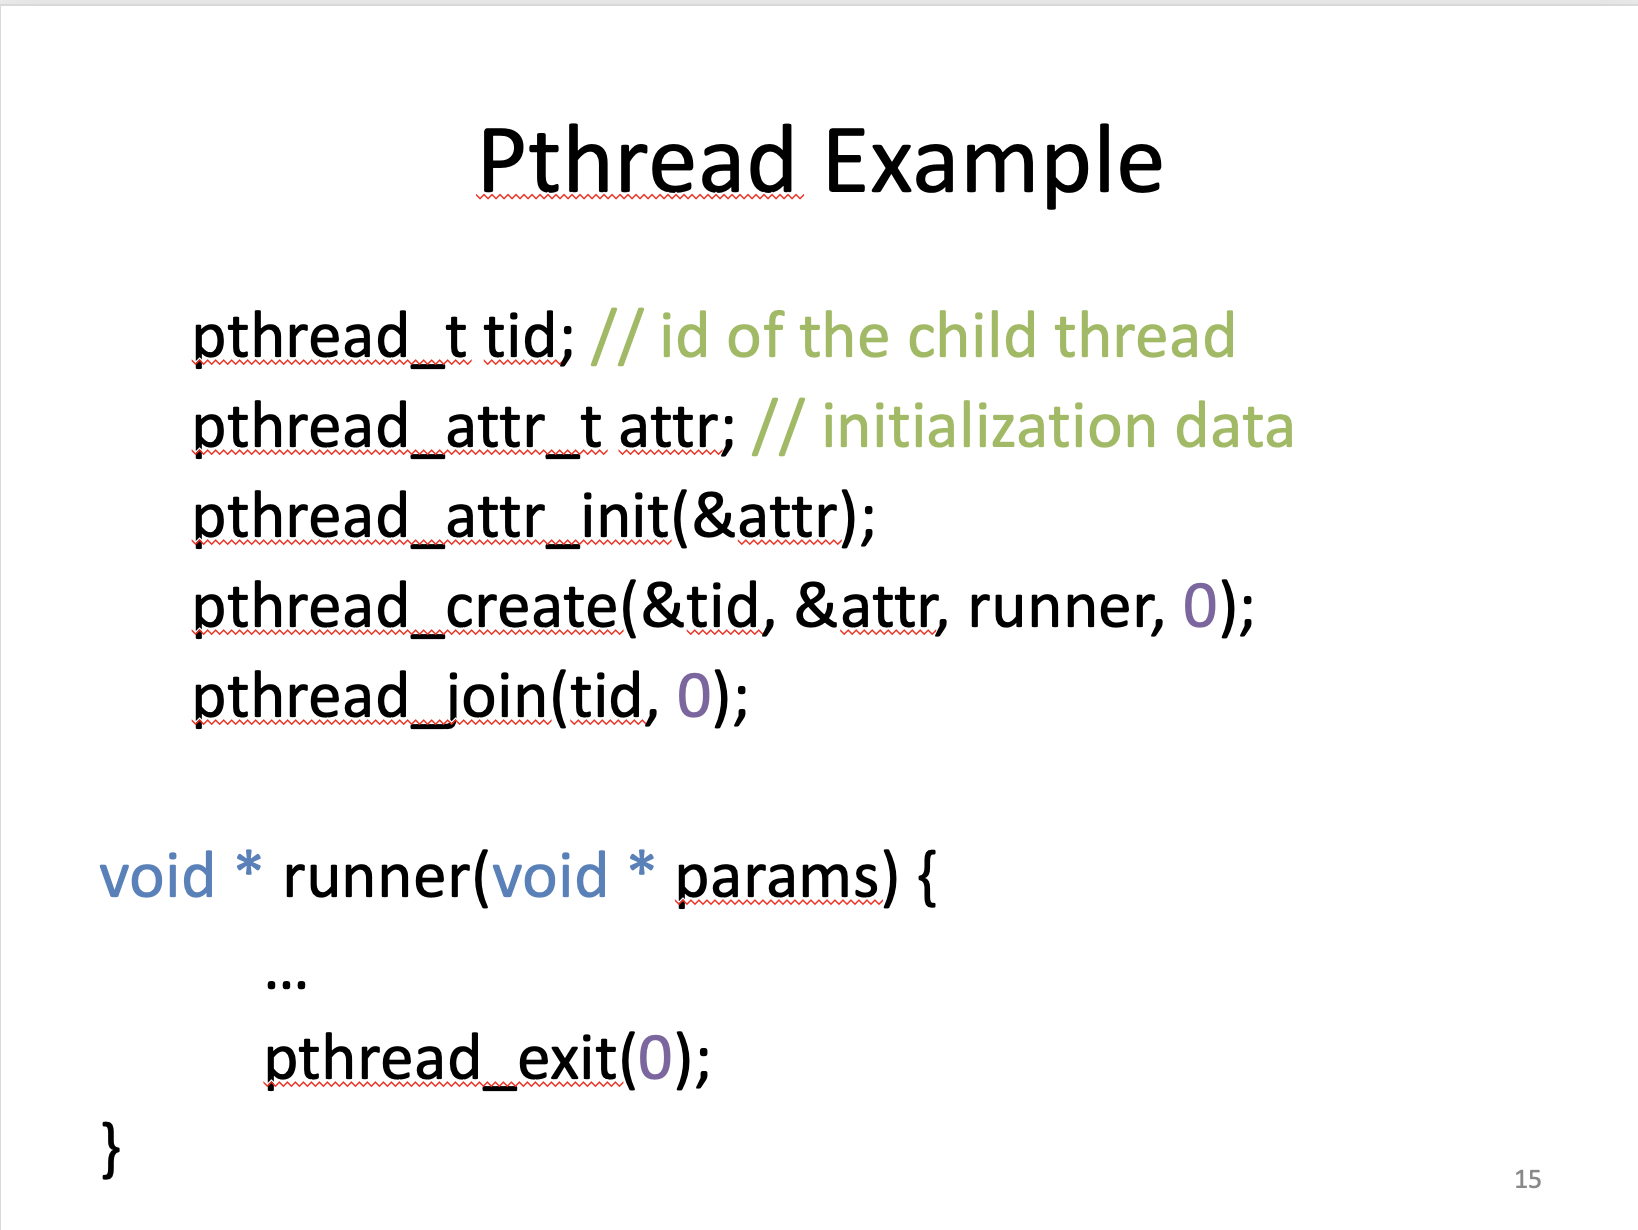 Pthread Example
pthread_t tid; // id of the child thread
pthread_attr_t attr; // initialization data
pthread_attr_init(&attr);
pthread_create(&tid, &attr, runner, 0);
pthread_join(tid, 0);
void * runner(void * params) {
...
pthread_exit(0);
}
15